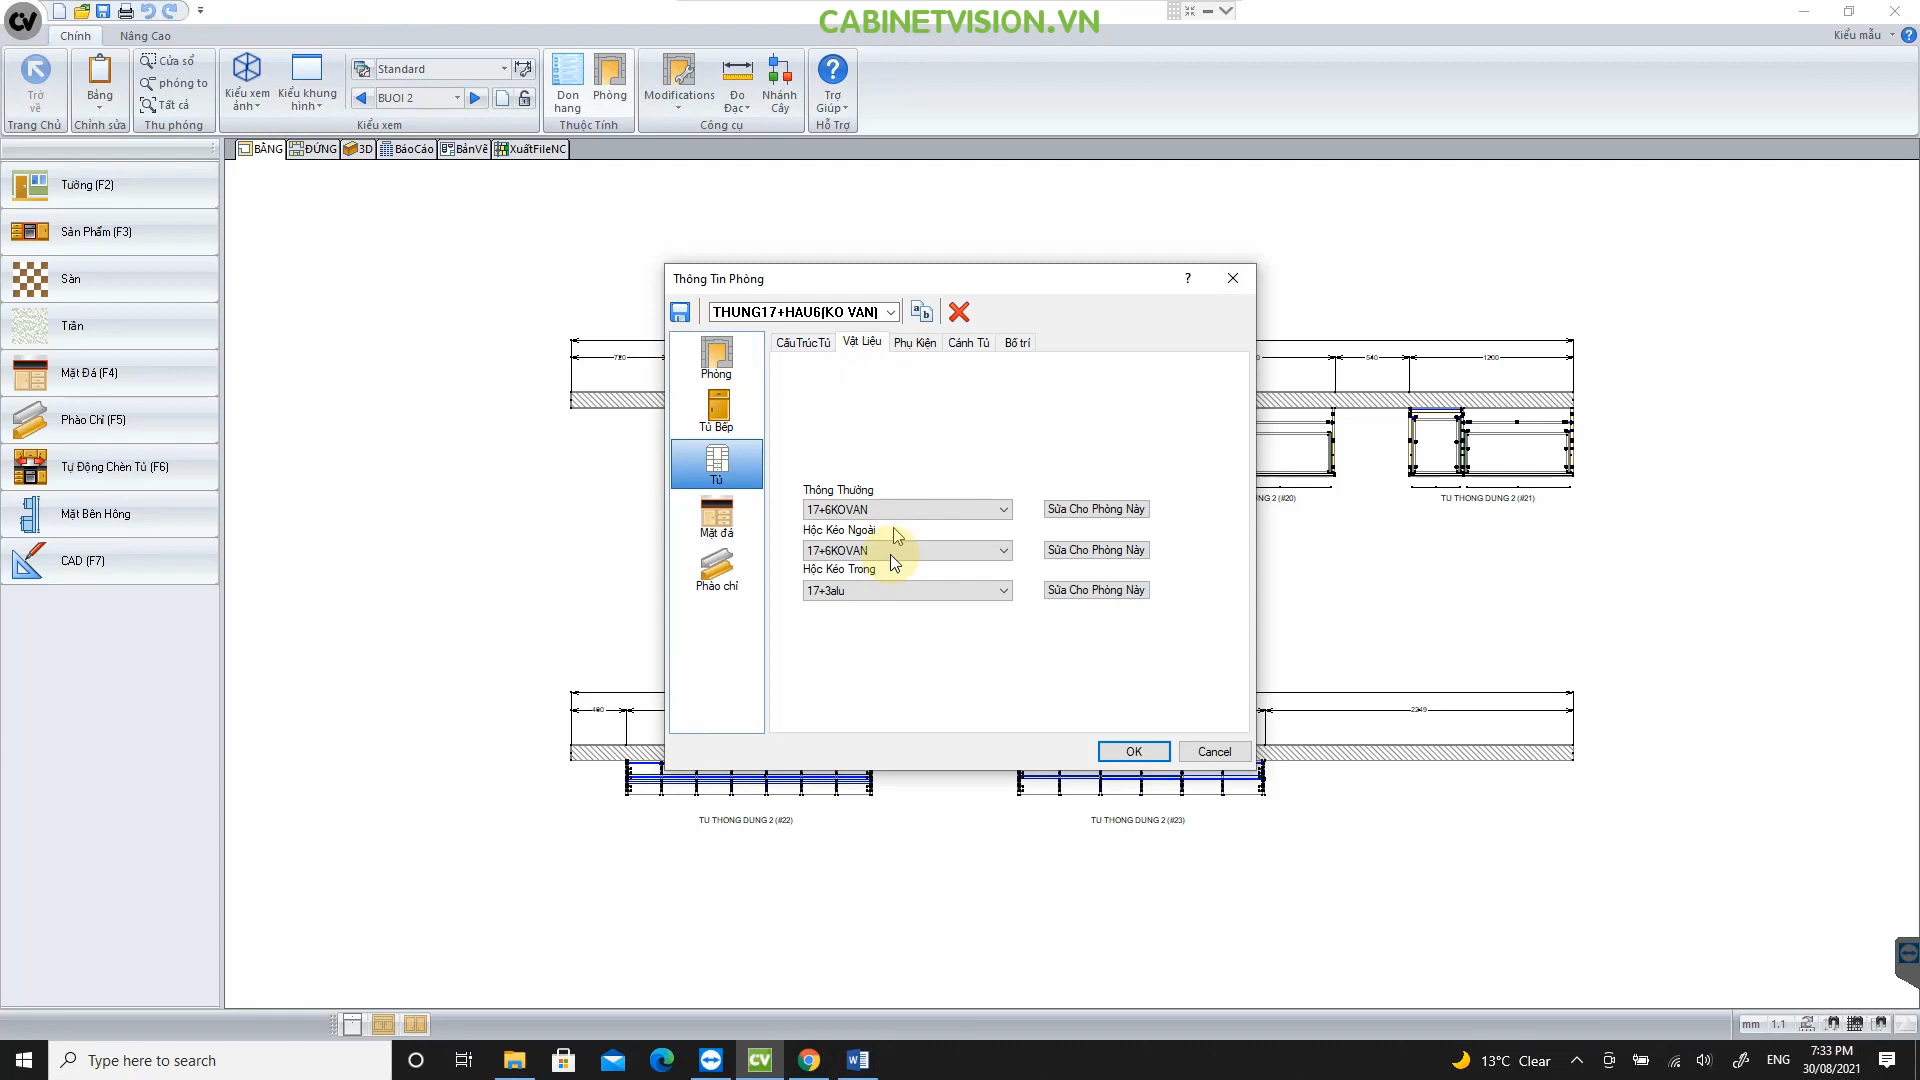 CABINETVISION.VN
Chính
Nâng Cao
Kiểu mẫu
Trở về
Bảng
Cửa sổ
phóng to
Tất cả
Kiểu xem ảnh
Kiểu khung hình
Standard
BUOI 2
Don hang
Phòng
Modifications
Đo Đạc
Nhánh Cây
Trợ Giúp
Trang Chủ
Chỉnh sửa
Thu phóng
Kiểu xem
Thuộc Tính
Công cụ
Hỗ Trợ
BẰNG
ĐỨNG
3D
BáoCáo
BảnVẽ
XuấtFileNC
Tường (F2)
Sản Phẩm (F3)
Sàn
Trần
Mặt Đá (F4)
Phào Chỉ (F5)
Tự Động Chèn Tủ (F6)
Mặt Bên Hông
CAD (F7)
Thông Tin Phòng
THUNG17+HAU6(KO VAN)
CấuTrúcTủ
Vật Liệu
Phụ Kiện
Cánh Tủ
Bố trí
Phòng
Tủ Bếp
Tủ
Mặt đá
Phào chỉ
Thông Thường
17+6KOVAN
Sửa Cho Phòng Này
Hộc Kéo Ngoài
17+6KOVAN
Sửa Cho Phòng Này
Hộc Kéo Trong
17+3alu
Sửa Cho Phòng Này
OK
Cancel
540
1200
DUNG 2 (#20)
TU THONG DUNG 2 (#21)
2249
TU THONG DUNG 2 (#22)
TU THONG DUNG 2 (#23)
mm
1.1
Type here to search
13°C Clear
ENG
7:33 PM
30/08/2021